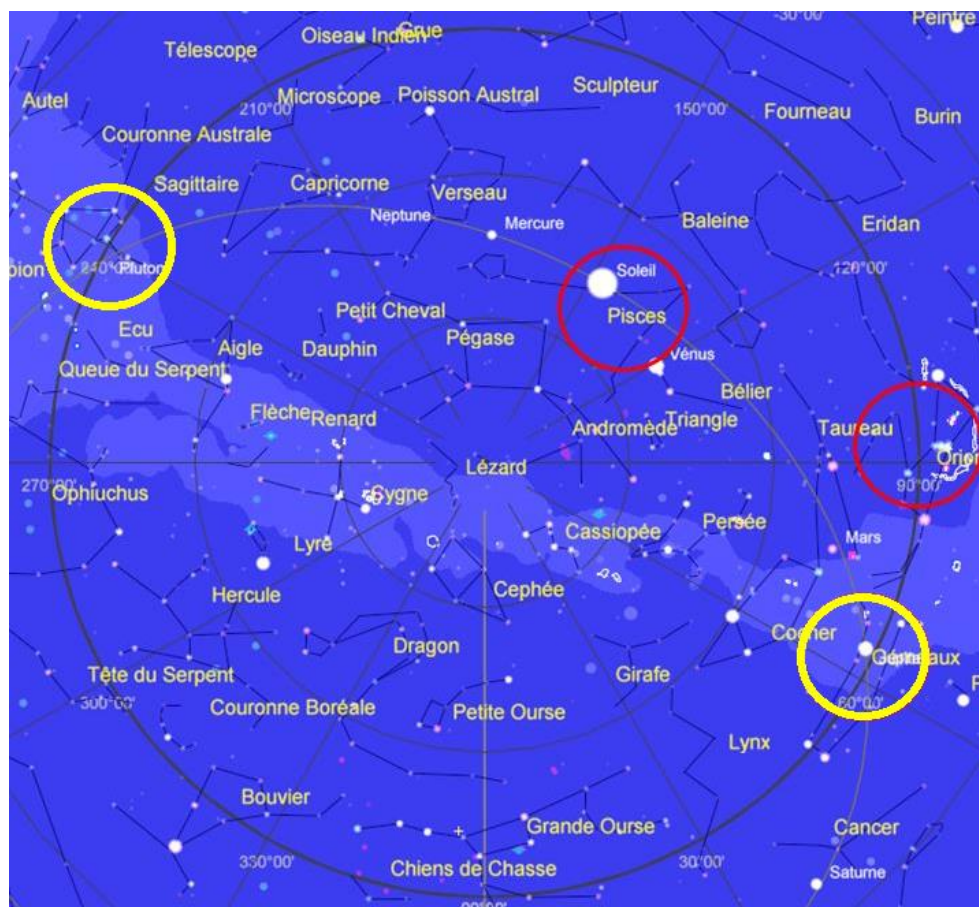 -30°00'
Peintre
Oiseau Indien
Grue
Télescope
Sculpteur
Microscope
Poisson Austral
Autel
210°00'
150°00'
Fourneau
Burin
Couronne Australe
Sagittaire
Capricorne
Verseau
Neptune
Mercure
Baleine
Eridan
Pluton
Soleil
120°00'
Petit Cheval
Pisces
Ecu
Pégase
Aigle
Dauphin
Vénus
Queue du Serpent
Bélier
Flèche
Renard
Andromède
Triangle
Taureau
Lézard
Orion
270°00'
Ophiuchus
Cygne
90°00'
Cassiopée
Persée
Lyre
Mars
Hercule
Cephée
Cocher
Dragon
Gémeaux
Tête du Serpent
Girafe
300°00'
Couronne Boréale
Petite Ourse
60°00'
Lynx
Bouvier
Grande Ourse
Cancer
330°00'
Chiens de Chasse
30°00'
Saturne